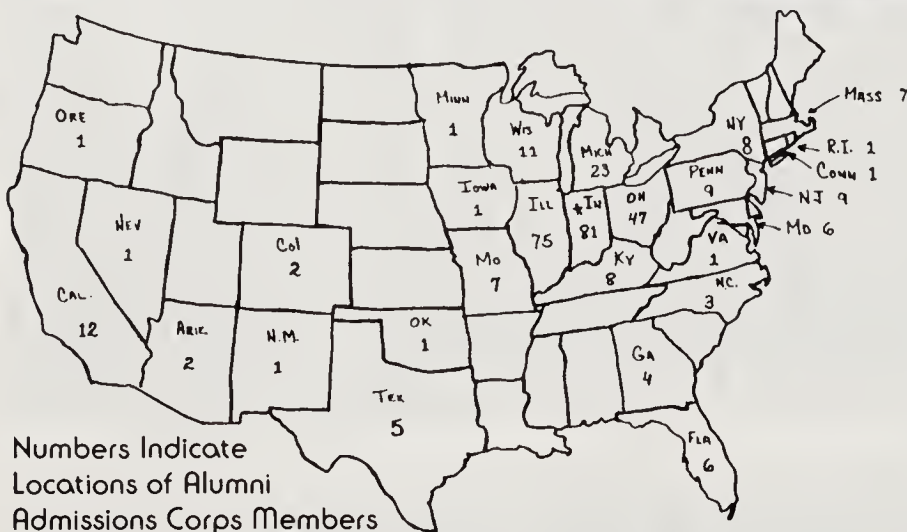 MINN
1
ORE
1
WIS
11
MICH
23
NY
8
MASS 7
R.I. 1
CONN 1
NJ 9
MD 6
PENN
9
IOWA
1
ILL
75
*IN
81
OH
47
NEV
1
COL
2
MO
7
KY
8
VA
1
N.C.
3
CAL.
12
ARIZ.
2
N.M.
1
OK
1
GA
4
TEX
5
FLA
6
Numbers Indicate
Locations of Alumni
Admissions Corps Members